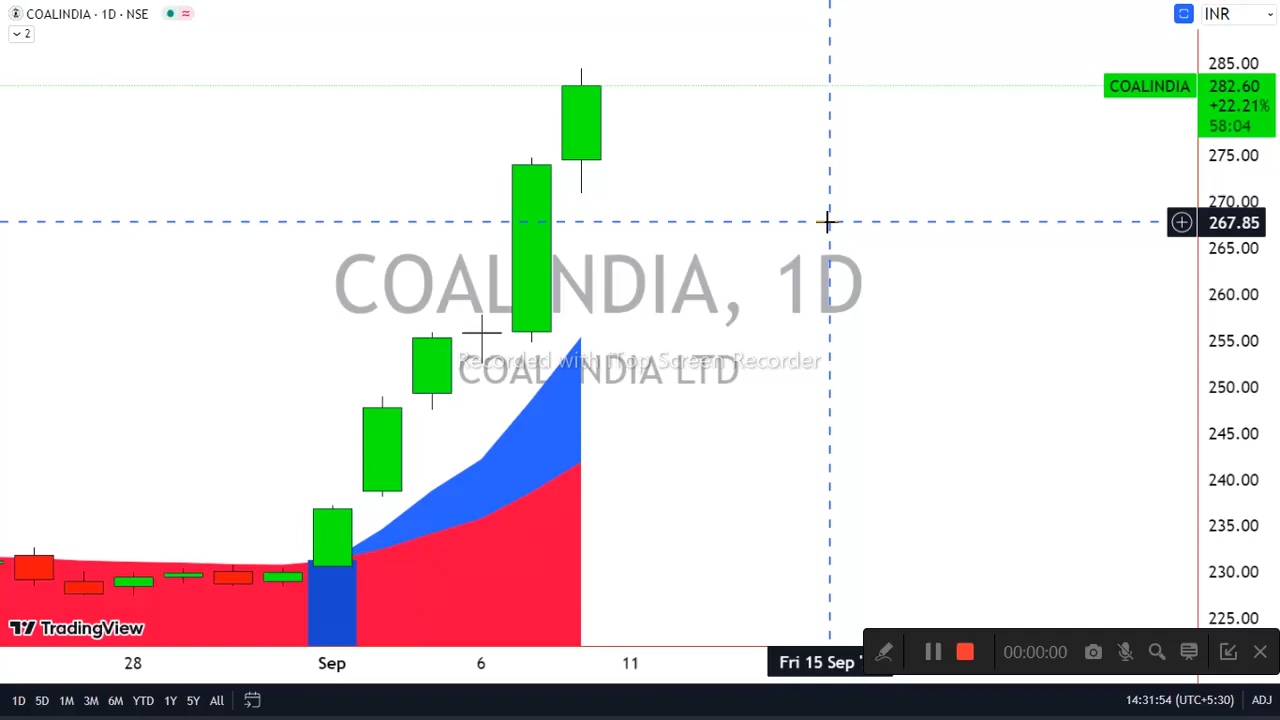 COALINDIA · 1D · NSE
INR
2
285.00
COALINDIA 282.60
+22.21%
58:04
275.00
270.00
267.85
265.00
COALINDIA, 1D
260.00
255.00
Recorded with iTop Screen Recorder
COAL INDIA LTD
250.00
245.00
240.00
235.00
230.00
225.00
TradingView
00:00:00
28 Sep 6 11 Fri 15 Sep '
1D 5D 1M 3M 6M YTD 1Y 5Y All 14:31:54 (UTC+5:30) ADJ